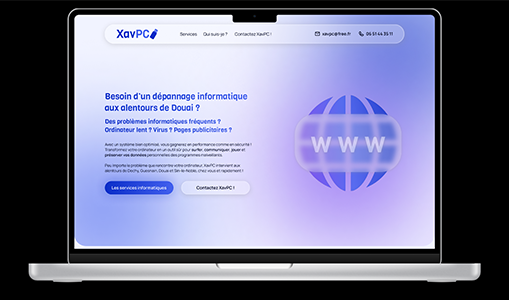 XavPC
Services Qui suis-je ? Contactez XavPC ! xavpc@free.fr 06 51 44 35 11
Besoin d'un dépannage informatique
aux alentours de Douai ?
Des problèmes informatiques fréquents ?
Ordinateur lent ? Virus ? Pages publicitaires ?
WWW
Avec un système bien optimisé, vous gagnerez en performance comme en sécurité !
Transformez votre ordinateur en un outil sûr pour surfer, communiquer, jouer et
préserver vos données personnelles des programmes malveillants.
Peu importe le problème que rencontre votre ordinateur, XavPC intervient aux
alentours de Dechy, Guesnain, Douai et Sin-le-Noble, chez vous et rapidement !
Les services informatiques Contactez XavPC !